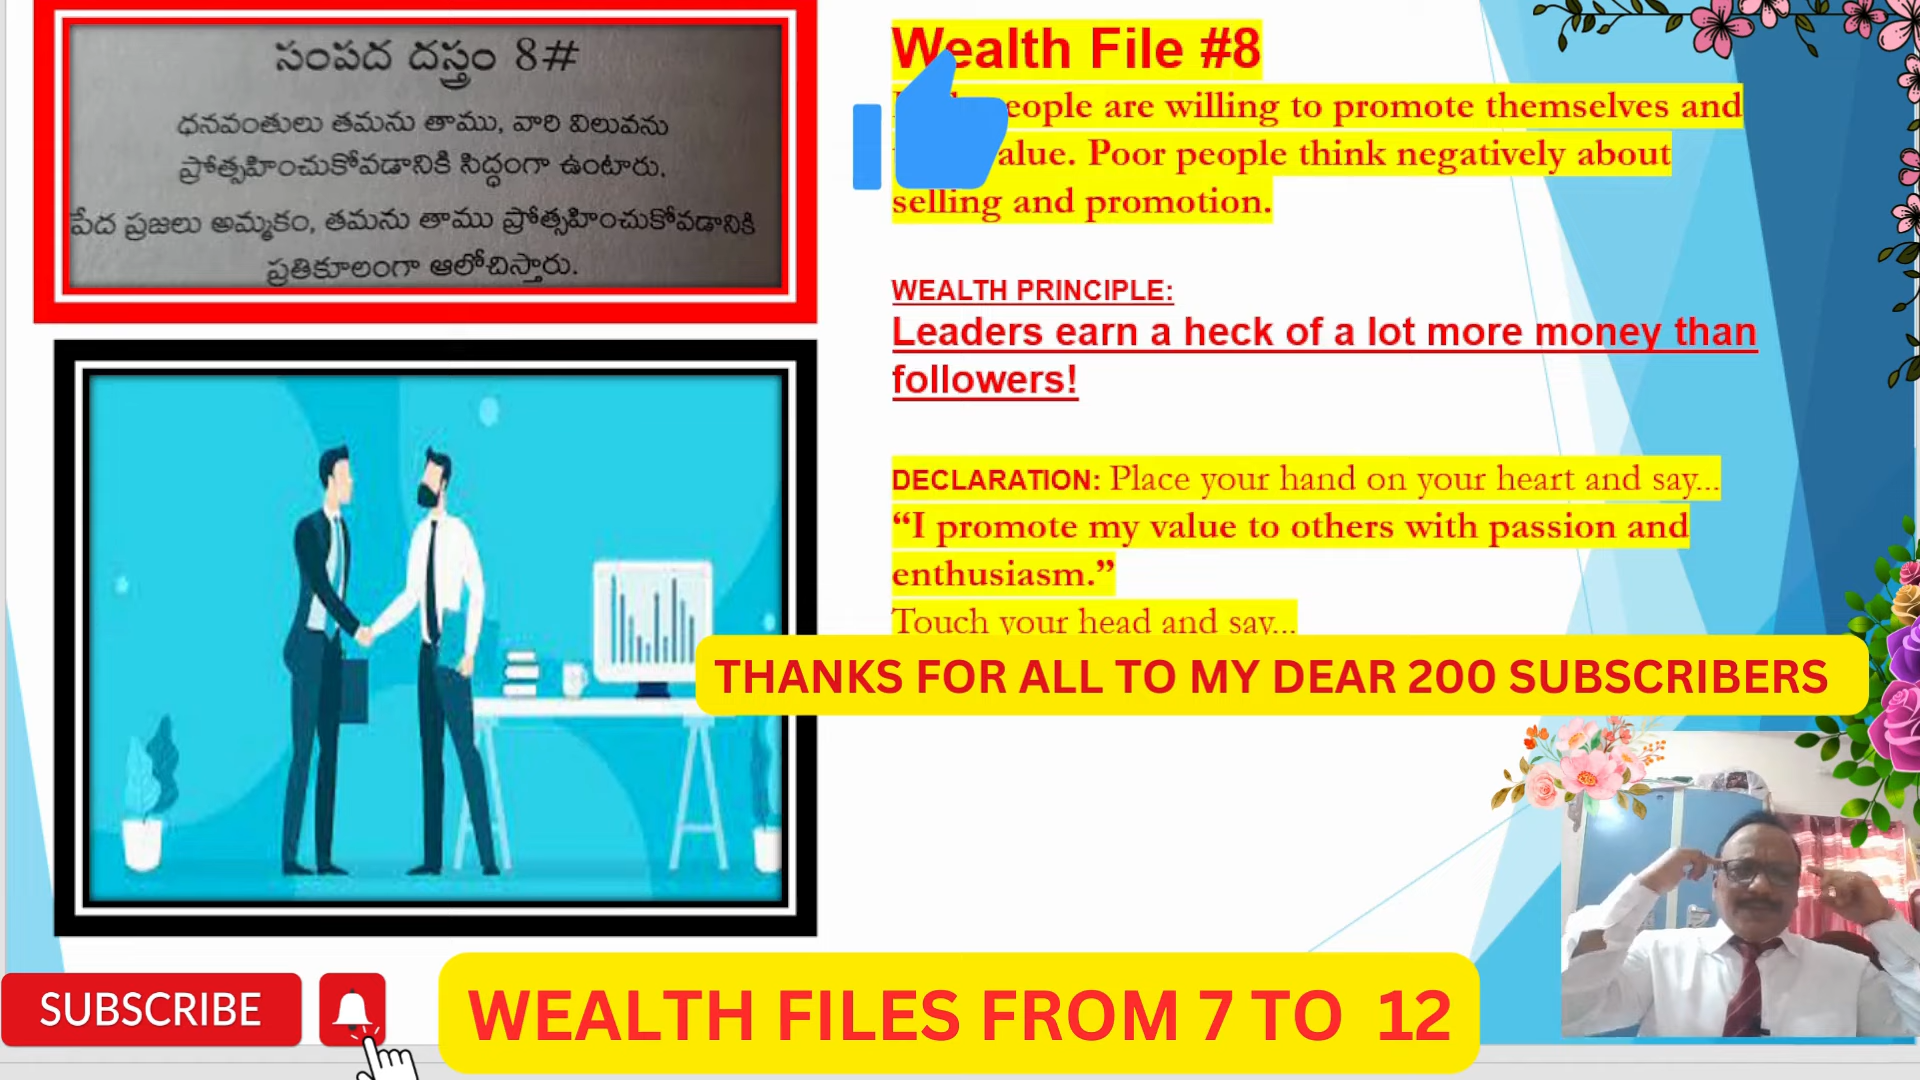 సంపద దస్త్రం 8#
ధనవంతులు తమను తాము, వారి విలువను
ప్రోత్సహించుకోవడానికి సిద్ధంగా ఉంటారు.
పేద ప్రజలు అమ్మకం, తమను తాము ప్రోత్సహించుకోవడానికి
ప్రతికూలంగా ఆలోచిస్తారు.
Wealth File #8
people are willing to promote themselves and
value. Poor people think negatively about
selling and promotion.
WEALTH PRINCIPLE:
Leaders earn a heck of a lot more money than
followers!
DECLARATION: Place your hand on your heart and say...
“I promote my value to others with passion and
enthusiasm.”
Touch your head and say...
THANKS FOR ALL TO MY DEAR 200 SUBSCRIBERS
SUBSCRIBE
WEALTH FILES FROM 7 TO 12